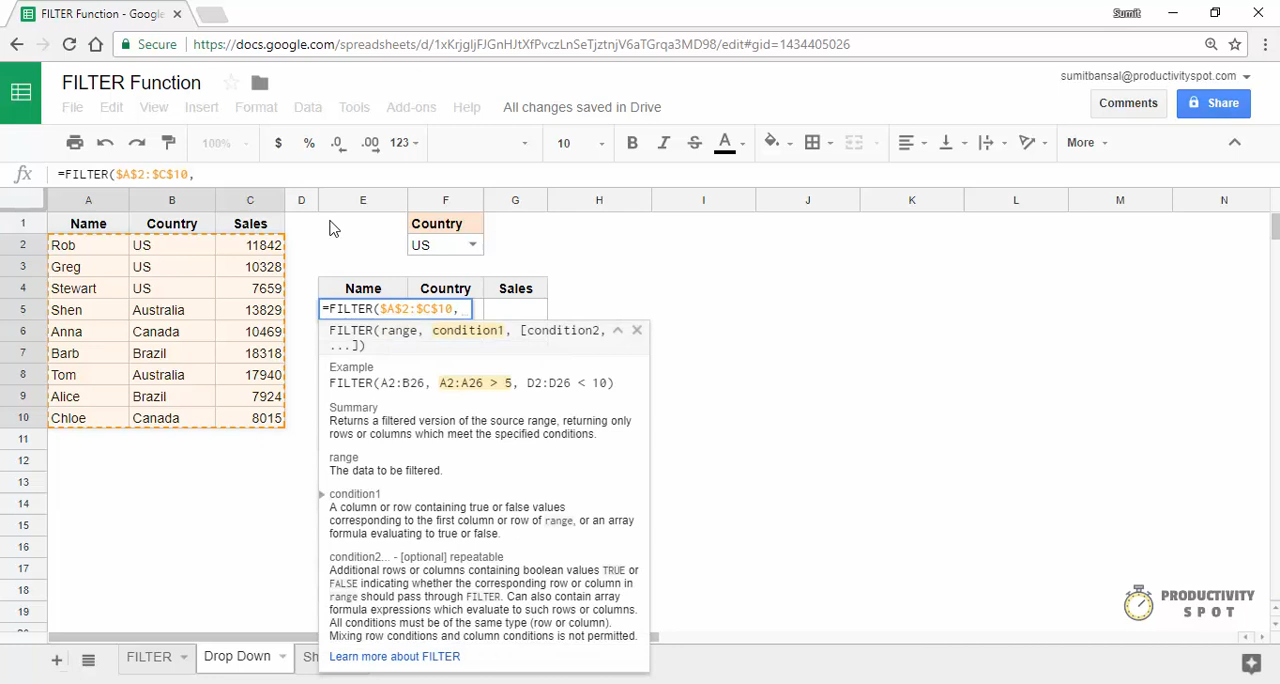 FILTER Function - Googl
Sumit
Secure
https://docs.google.com/spreadsheets/d/1xKrjgljFJGnHJtXfPvczLnSeTjztnjV6aTGrqa3MD98/edit#gid=1434405026
FILTER Function
sumitbansal@productivityspot.com
File Edit View Insert Format Data Tools Add-ons Help All changes saved in Drive
Comments
Share
100% $ % .0 .00 123 10 B I S A More
fx =FILTER($A$2:$C$10,
A B C D E F G H I J K L M N
1 Name Country Sales Country
2 Rob US 11842 US
3 Greg US 10328
4 Stewart US 7659 Name Country Sales
5 Shen Australia 13829 =FILTER($A$2:$C$10,
6 Anna Canada 10469
7 Barb Brazil 18318
8 Tom Australia 17940
9 Alice Brazil 7924
10 Chloe Canada 8015
11
12
13
14
15
16
17
18
19
FILTER(range, condition1, [condition2,
...])
Example
FILTER(A2:B26, A2:A26 > 5, D2:D26 < 10)
Summary
Returns a filtered version of the source range, returning only
rows or columns which meet the specified conditions.
range
The data to be filtered.
condition1
A column or row containing true or false values
corresponding to the first column or row of range, or an array
formula evaluating to true or false.
condition2... - [optional] repeatable
Additional rows or columns containing boolean values TRUE or
FALSE indicating whether the corresponding row or column in
range should pass through FILTER. Can also contain array
formula expressions which evaluate to such rows or columns.
All conditions must be of the same type (row or column).
Mixing row conditions and column conditions is not permitted.
Learn more about FILTER
PRODUCTIVITY
SPOT
FILTER Drop Down Sh